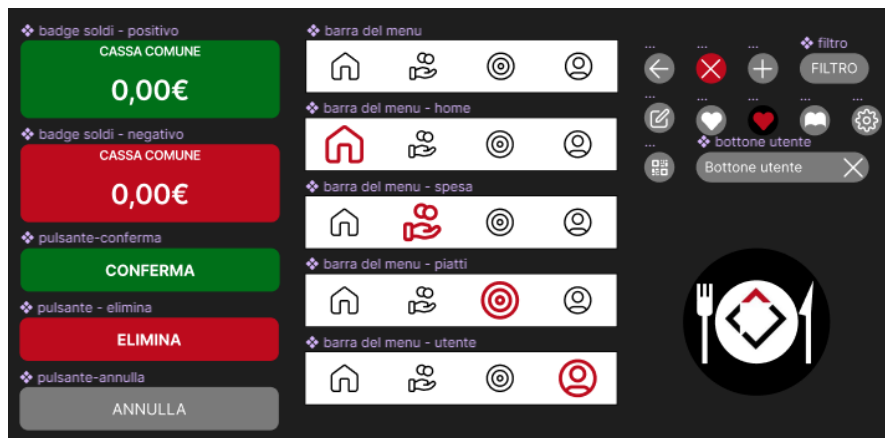 badge soldi - positivo
CASSA COMUNE
0,00€
badge soldi - negativo
CASSA COMUNE
0,00€
pulsante-conferma
CONFERMA
pulsante - elimina
ELIMINA
pulsante-annulla
ANNULLA
barra del menu
barra del menu - home
barra del menu - spesa
barra del menu - piatti
barra del menu - utente
... ... ... filtro
FILTRO
... ... ... ...
... bottone utente
Bottone utente